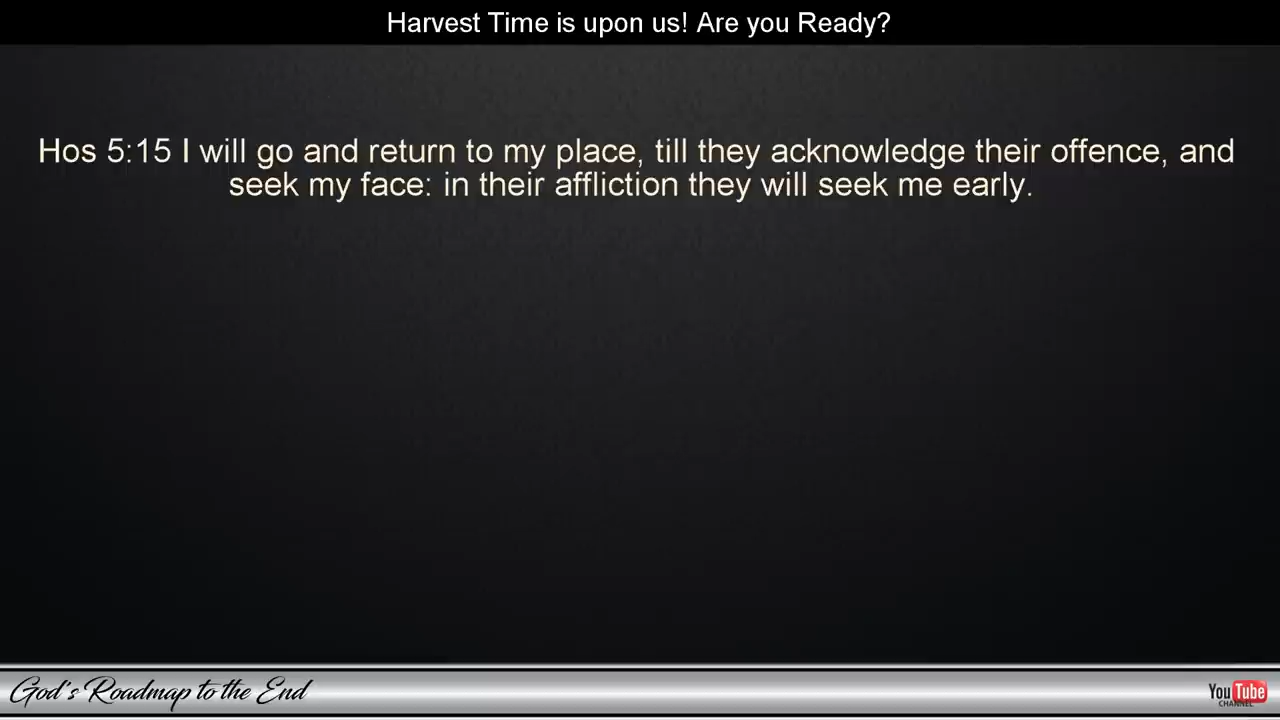 Harvest Time is upon us! Are you Ready?
Hos 5:15 I will go and return to my place, till they acknowledge their offence, and
seek my face: in their affliction they will seek me early.
God's Roadmap to the End
YouTube
CHANNEL